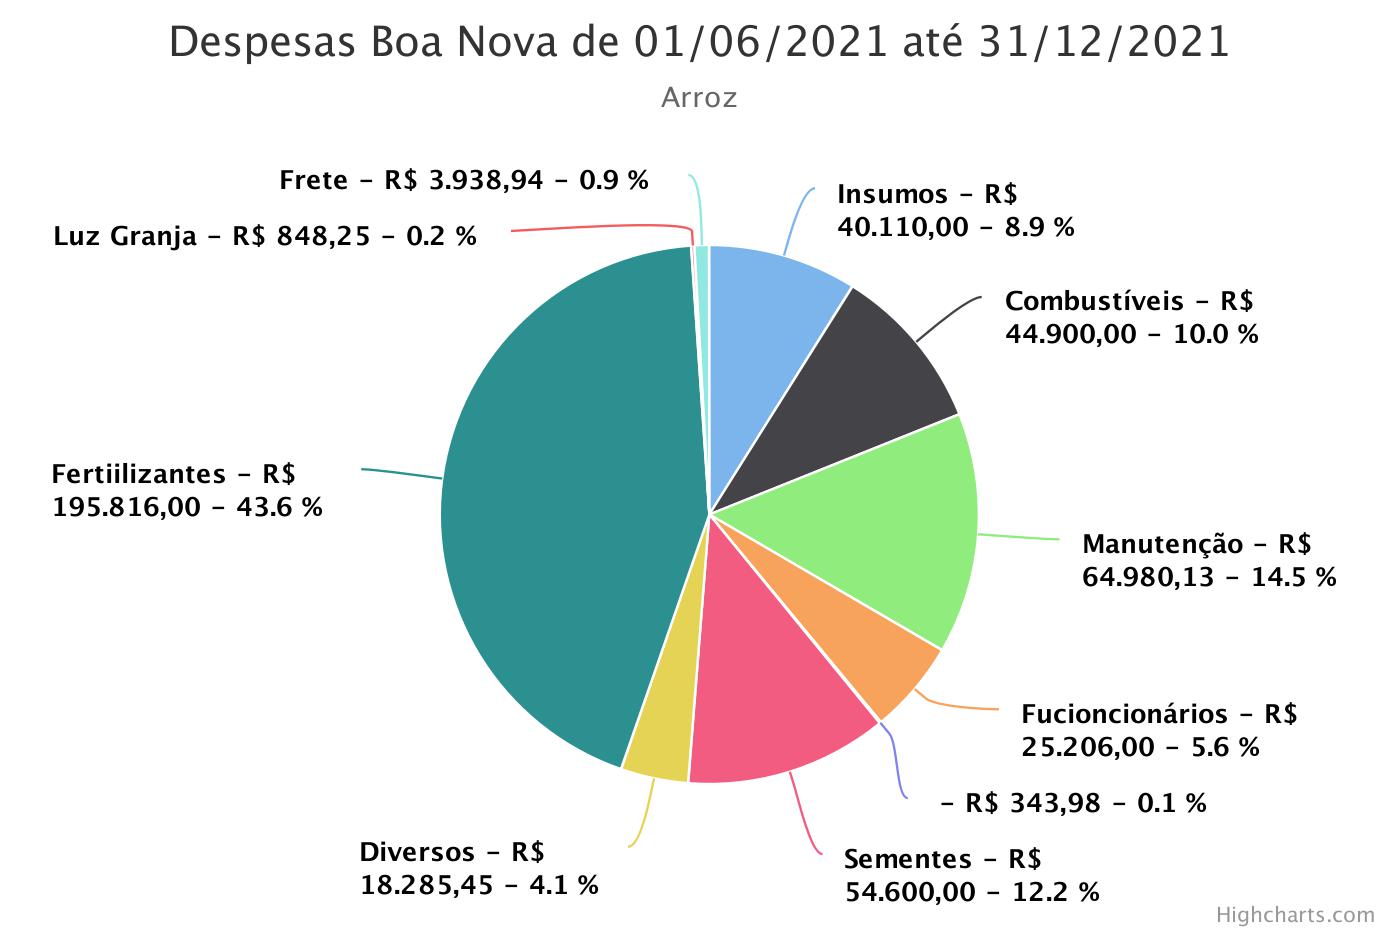 Despesas Boa Nova de 01/06/2021 até 31/12/2021
Arroz
Frete – R$ 3.938,94 – 0.9 %
Luz Granja – R$ 848,25 – 0.2 %
Insumos – R$
40.110,00 – 8.9 %
Combustíveis – R$
44.900,00 – 10.0 %
Fertiilizantes – R$
195.816,00 – 43.6 %
Manutenção – R$
64.980,13 – 14.5 %
Fucioncionários – R$
25.206,00 – 5.6 %
– R$ 343,98 – 0.1 %
Diversos – R$
18.285,45 – 4.1 %
Sementes – R$
54.600,00 – 12.2 %
Highcharts.com